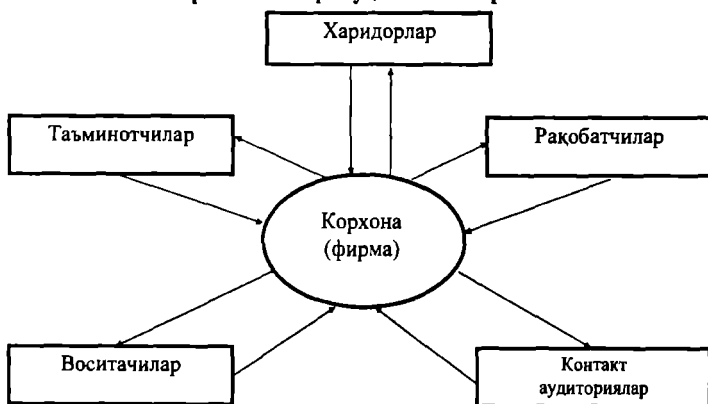 Харидорлар
Таъминотчилар
Рақобатчилар
Корхона
(фирма)
Воситачилар
Контакт
аудиториялар